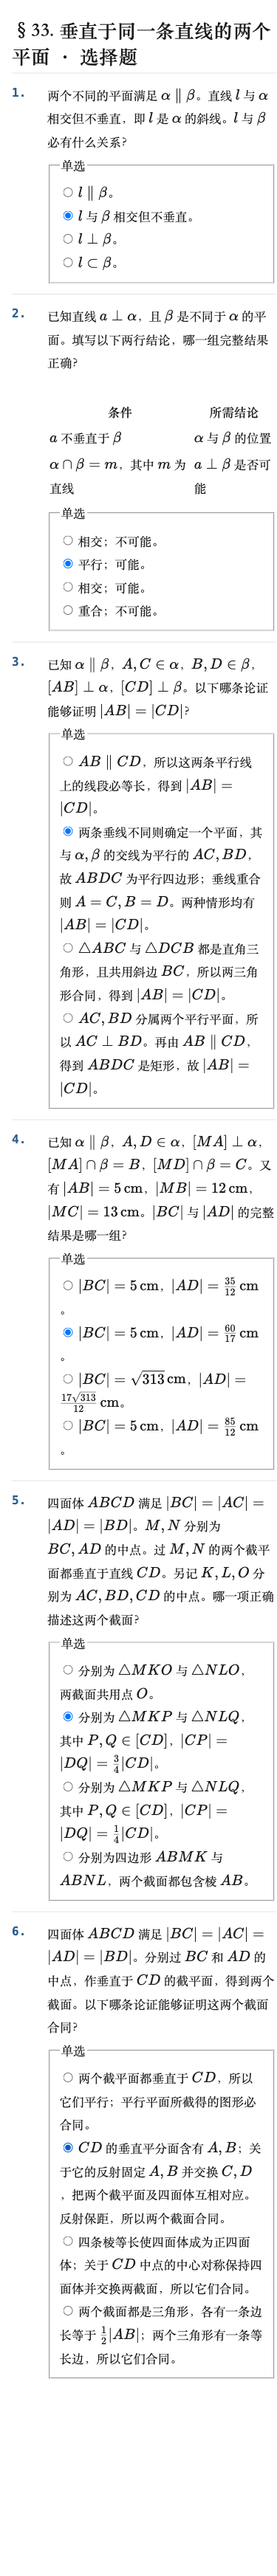 §33. 垂直于同一条直线的两个
平面 · 选择题
1. 两个不同的平面满足 α ∥ β。直线 l 与 α
相交但不垂直，即 l 是 α 的斜线。l 与 β
必有什么关系?
单选
l ∥ β。
l 与 β 相交但不垂直。
l ⊥ β。
l ⊂ β。
2. 已知直线 a ⊥ α，且 β 是不同于 α 的平
面。填写以下两行结论，哪一组完整结果
正确?
条件 所需结论
a 不垂直于 β α 与 β 的位置
α ∩ β = m，其中 m 为 a ⊥ β 是否可
直线 能
单选
相交；不可能。
平行；可能。
相交；可能。
重合；不可能。
3. 已知 α ∥ β，A, C ∈ α，B, D ∈ β，
[AB] ⊥ α，[CD] ⊥ β。以下哪条论证
能够证明 |AB| = |CD|?
单选
AB ∥ CD，所以这两条平行线
上的线段必等长，得到 |AB| =
|CD|。
两条垂线不同则确定一个平面，其
与 α, β 的交线为平行的 AC, BD，
故 ABDC 为平行四边形；垂线重合
则 A = C, B = D。两种情形均有
|AB| = |CD|。
△ABC 与 △DCB 都是直角三
角形，且共用斜边 BC，所以两三角
形合同，得到 |AB| = |CD|。
AC, BD 分属两个平行平面，所
以 AC ⊥ BD。再由 AB ∥ CD，
得到 ABDC 是矩形，故 |AB| =
|CD|。
4. 已知 α ∥ β，A, D ∈ α，[MA] ⊥ α，
[MA] ∩ β = B，[MD] ∩ β = C。又
有 |AB| = 5 cm，|MB| = 12 cm，
|MC| = 13 cm。|BC| 与 |AD| 的完整
结果是哪一组?
单选
|BC| = 5 cm，|AD| = 35/12 cm
。
|BC| = 5 cm，|AD| = 60/17 cm
。
|BC| = √313 cm，|AD| =
17√313/12 cm。
|BC| = 5 cm，|AD| = 85/12 cm
。
5. 四面体 ABCD 满足 |BC| = |AC| =
|AD| = |BD|。M, N 分别为
BC, AD 的中点。过 M, N 的两个截平
面都垂直于直线 CD。另记 K, L, O 分
别为 AC, BD, CD 的中点。哪一项正确
描述这两个截面?
单选
分别为 △MKO 与 △NLO，
两截面共用点 O。
分别为 △MKP 与 △NLQ，
其中 P, Q ∈ [CD]，|CP| =
|DQ| = 3/4|CD|。
分别为 △MKP 与 △NLQ，
其中 P, Q ∈ [CD]，|CP| =
|DQ| = 1/4|CD|。
分别为四边形 ABMK 与
ABNL，两个截面都包含棱 AB。
6. 四面体 ABCD 满足 |BC| = |AC| =
|AD| = |BD|。分别过 BC 和 AD 的
中点，作垂直于 CD 的截平面，得到两个
截面。以下哪条论证能够证明这两个截面
合同?
单选
两个截平面都垂直于 CD，所以
它们平行；平行平面所截得的图形必
合同。
CD 的垂直平分面含有 A, B；关
于它的反射固定 A, B 并交换 C, D
，把两个截平面及四面体互相对应。
反射保距，所以两个截面合同。
四条棱等长使四面体成为正四面
体；关于 CD 中点的中心对称保持四
面体并交换两截面，所以它们合同。
两个截面都是三角形，各有一条边
长等于 1/2|AB|；两个三角形有一条等
长边，所以它们合同。